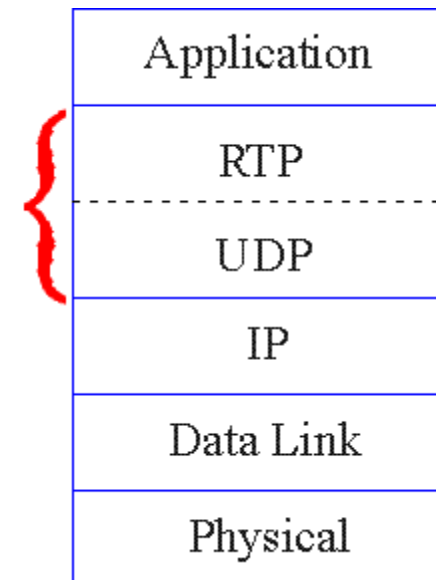 Application
RTP
UDP
IP
Data Link
Physical